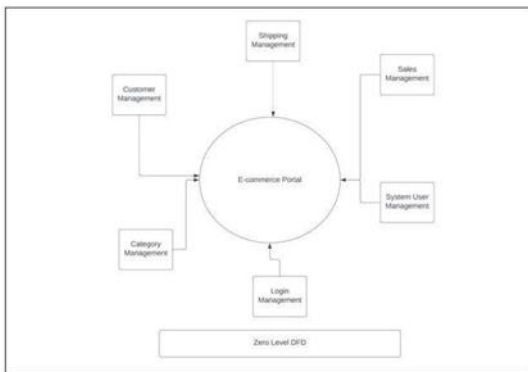 Shipping
Management
Sales
Management
Customer
Management
E-commerce Portal
System User
Management
Category
Management
Login
Management
Zero Level DFD